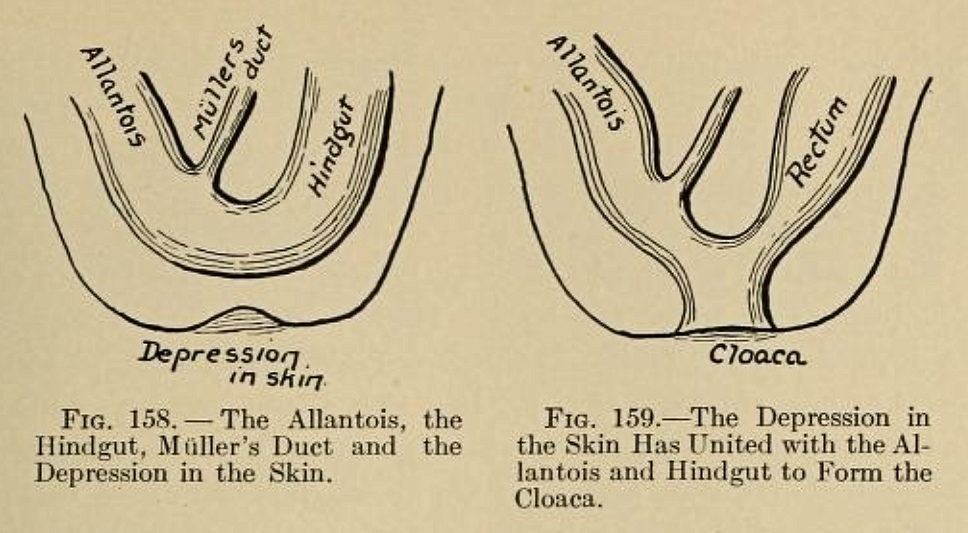 Allantois
Müllers
duct
Hindgut
Depression
in skin.
FIG. 158. — The Allantois, the
Hindgut, Müller's Duct and the
Depression in the Skin.
Allantois
Rectum
Cloaca
FIG. 159.—The Depression in
the Skin Has United with the Al-
lantois and Hindgut to Form the
Cloaca.